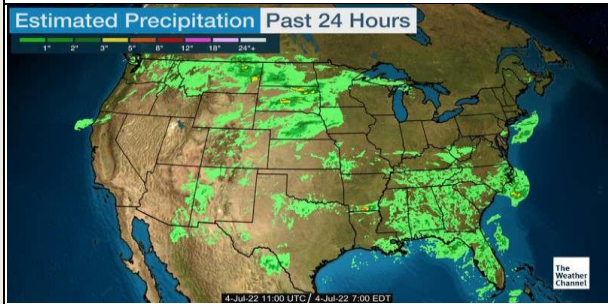 Estimated Precipitation Past 24 Hours
1" 2" 3" 5" 8" 12" 18" 24"+
The
Weather
Channel
4-Jul-22 11:00 UTC / 4-Jul-22 7:00 EDT